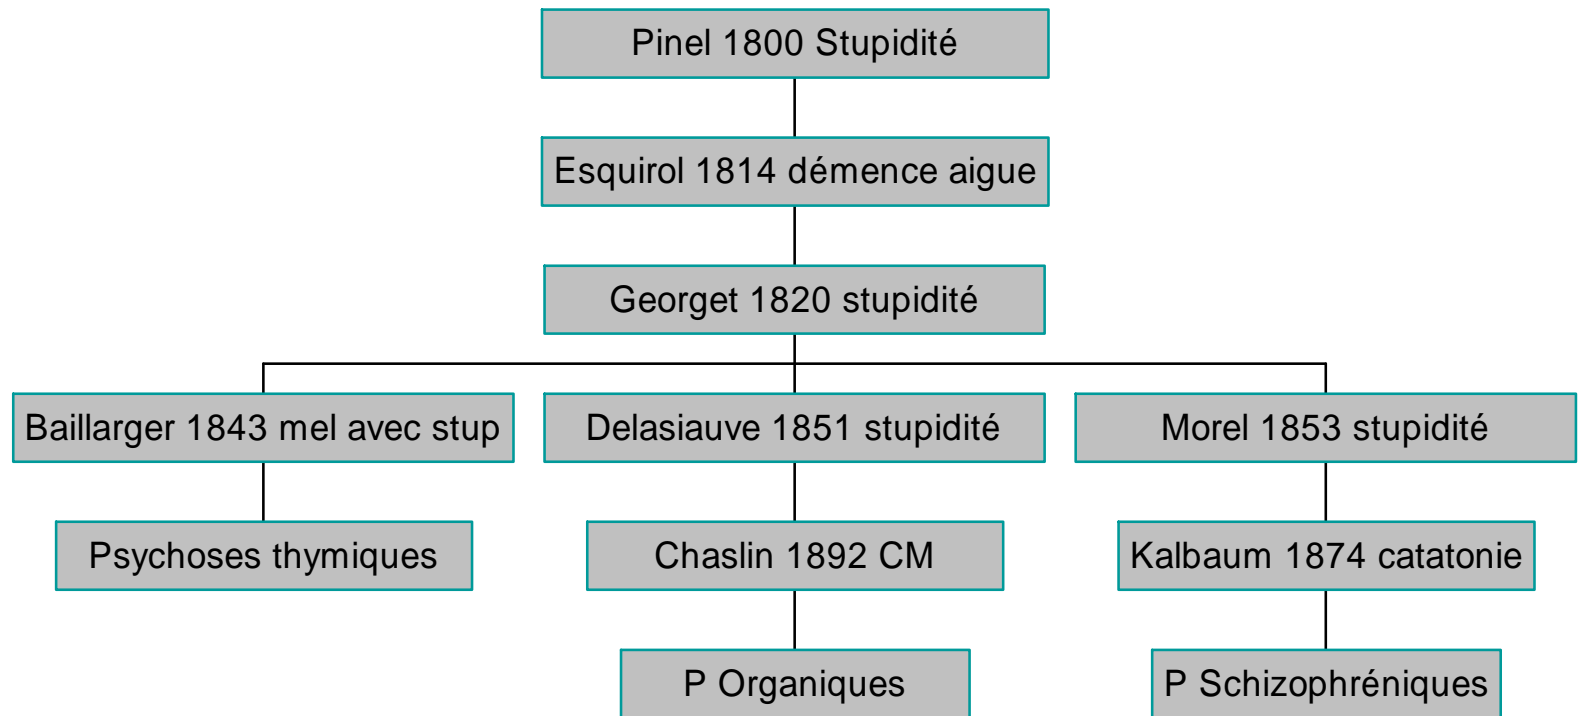 Pinel 1800 Stupidité
Esquirol 1814 démence aigue
Georget 1820 stupidité
Baillarger 1843 mel avec stup
Delasiauve 1851 stupidité
Morel 1853 stupidité
Psychoses thymiques
Chaslin 1892 CM
Kalbaum 1874 catatonie
P Organiques
P Schizophréniques